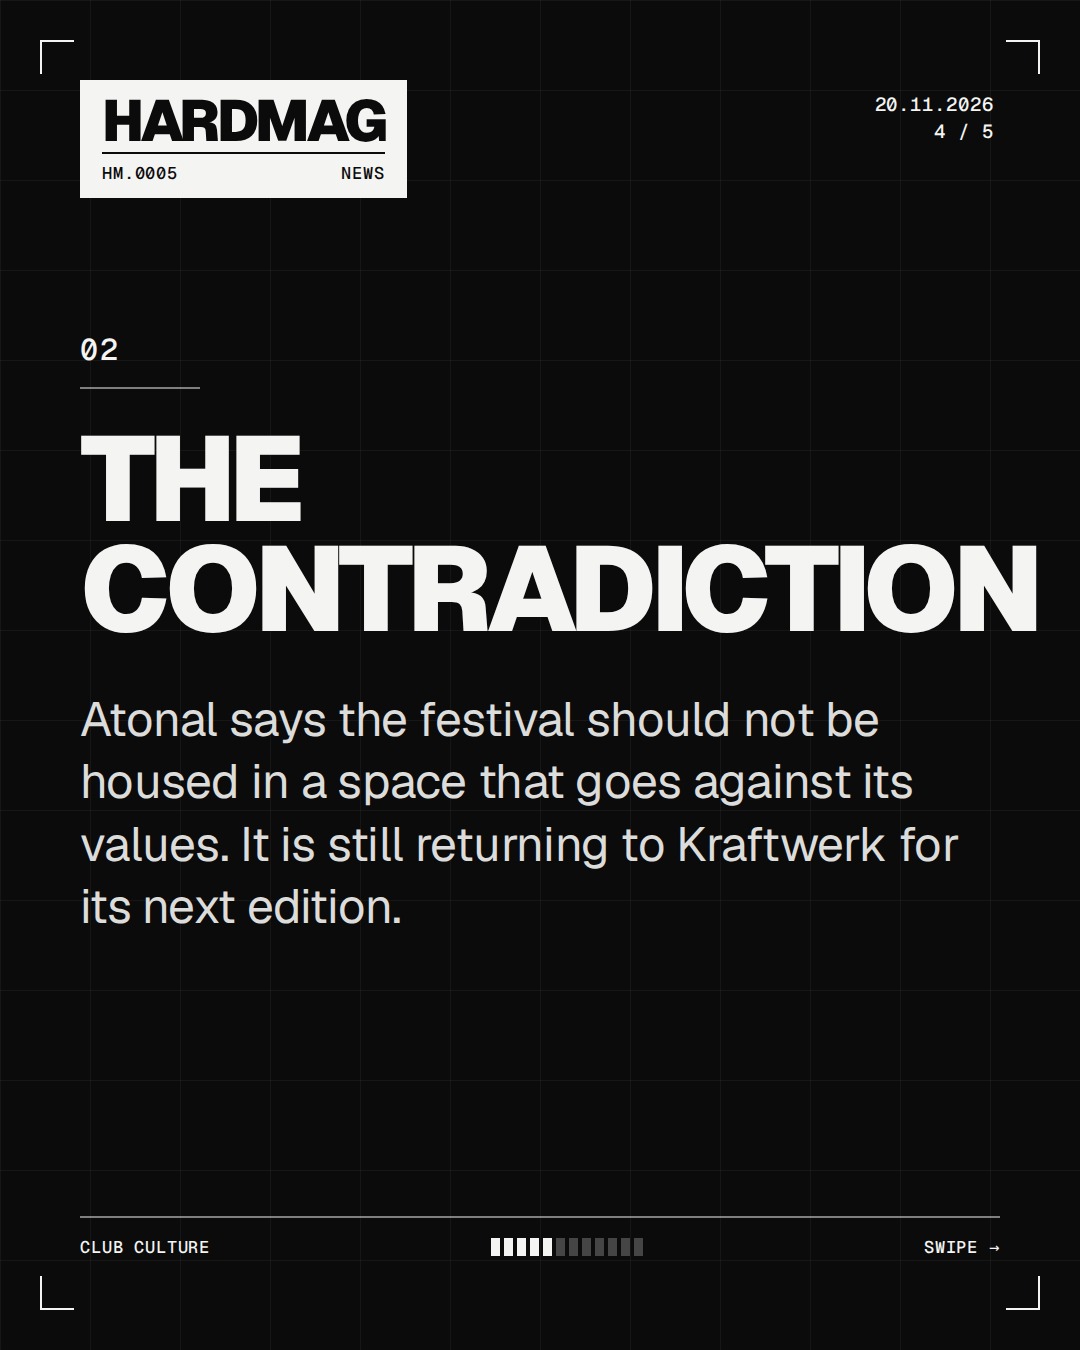 HARDMAG
HM.0005 NEWS
20.11.2026
4 / 5
02
THE
CONTRADICTION
Atonal says the festival should not be
housed in a space that goes against its
values. It is still returning to Kraftwerk for
its next edition.
CLUB CULTURE
SWIPE →